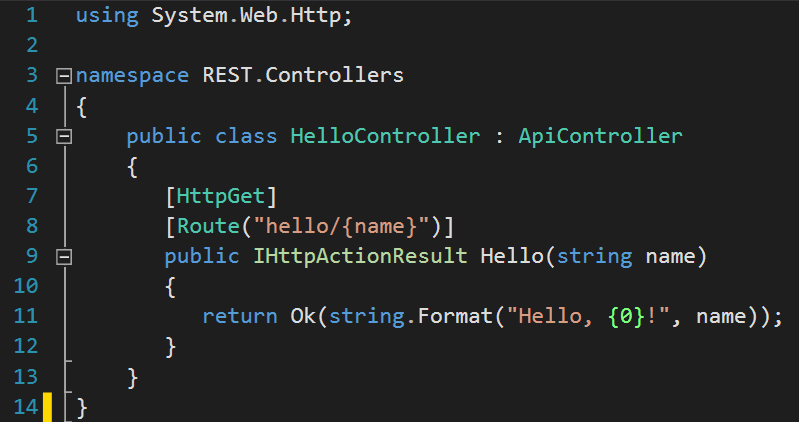 1 using System.Web.Http;
2
3 namespace REST.Controllers
4 {
5 public class HelloController : ApiController
6 {
7 [HttpGet]
8 [Route("hello/{name}")]
9 public IHttpActionResult Hello(string name)
10 {
11 return Ok(string.Format("Hello, {0}!", name));
12 }
13 }
14 }